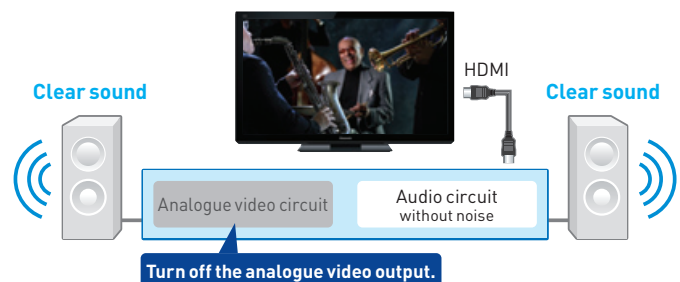 HDMI
Clear sound
Clear sound
Analogue video circuit
Audio circuit
without noise
Turn off the analogue video output.